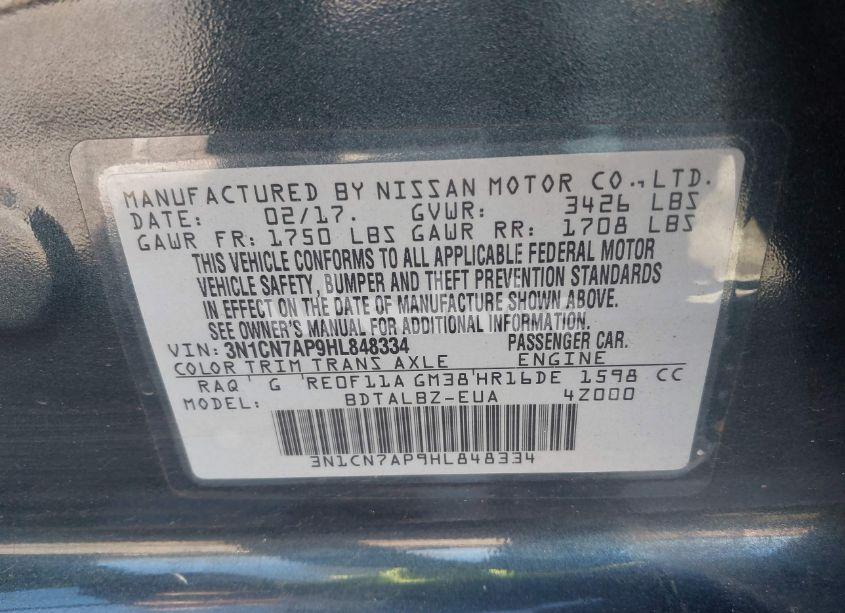 MANUFACTURED BY NISSAN MOTOR CO.,LTD.
DATE: 02/17. GVWR: 3426 LBS
GAWR FR: 1750 LBS GAWR RR: 1708 LBS
THIS VEHICLE CONFORMS TO ALL APPLICABLE FEDERAL MOTOR
VEHICLE SAFETY, BUMPER AND THEFT PREVENTION STANDARDS
IN EFFECT ON THE DATE OF MANUFACTURE SHOWN ABOVE.
SEE OWNER'S MANUAL FOR ADDITIONAL INFORMATION.
VIN: 3N1CN7AP9HL848334 PASSENGER CAR.
COLOR TRIM TRANS AXLE ENGINE
RAQ G RE0F11A GM38 HR16DE 1598 CC
MODEL: BDTALBZ-EUA 4Z000
3N1CN7AP9HL848334